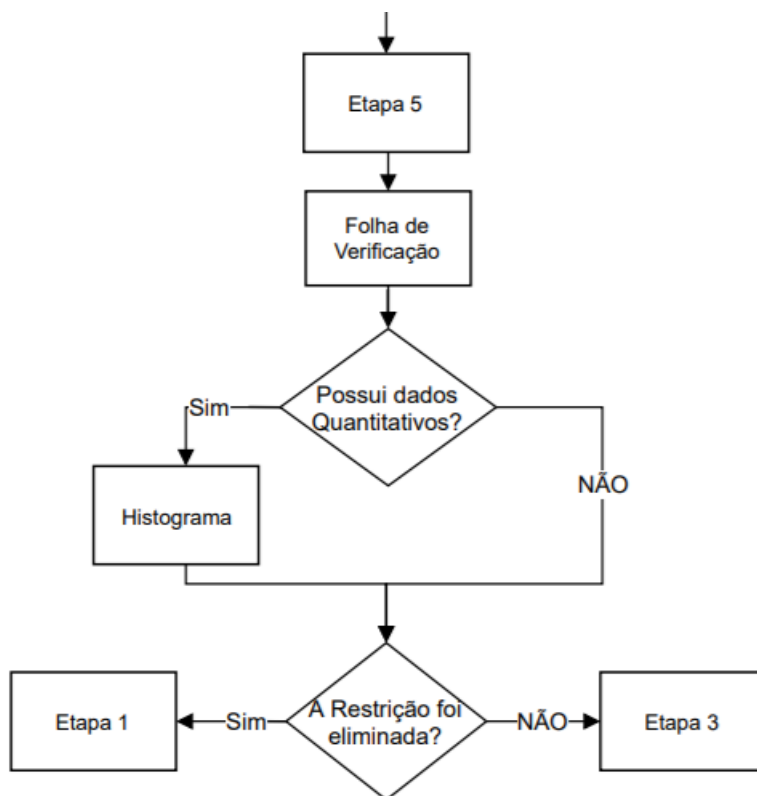 Etapa 5
Folha de
Verificação
Possui dados
Quantitativos?
Sim
NÃO
Histograma
A Restrição foi
eliminada?
Etapa 1
Sim
NÃO
Etapa 3